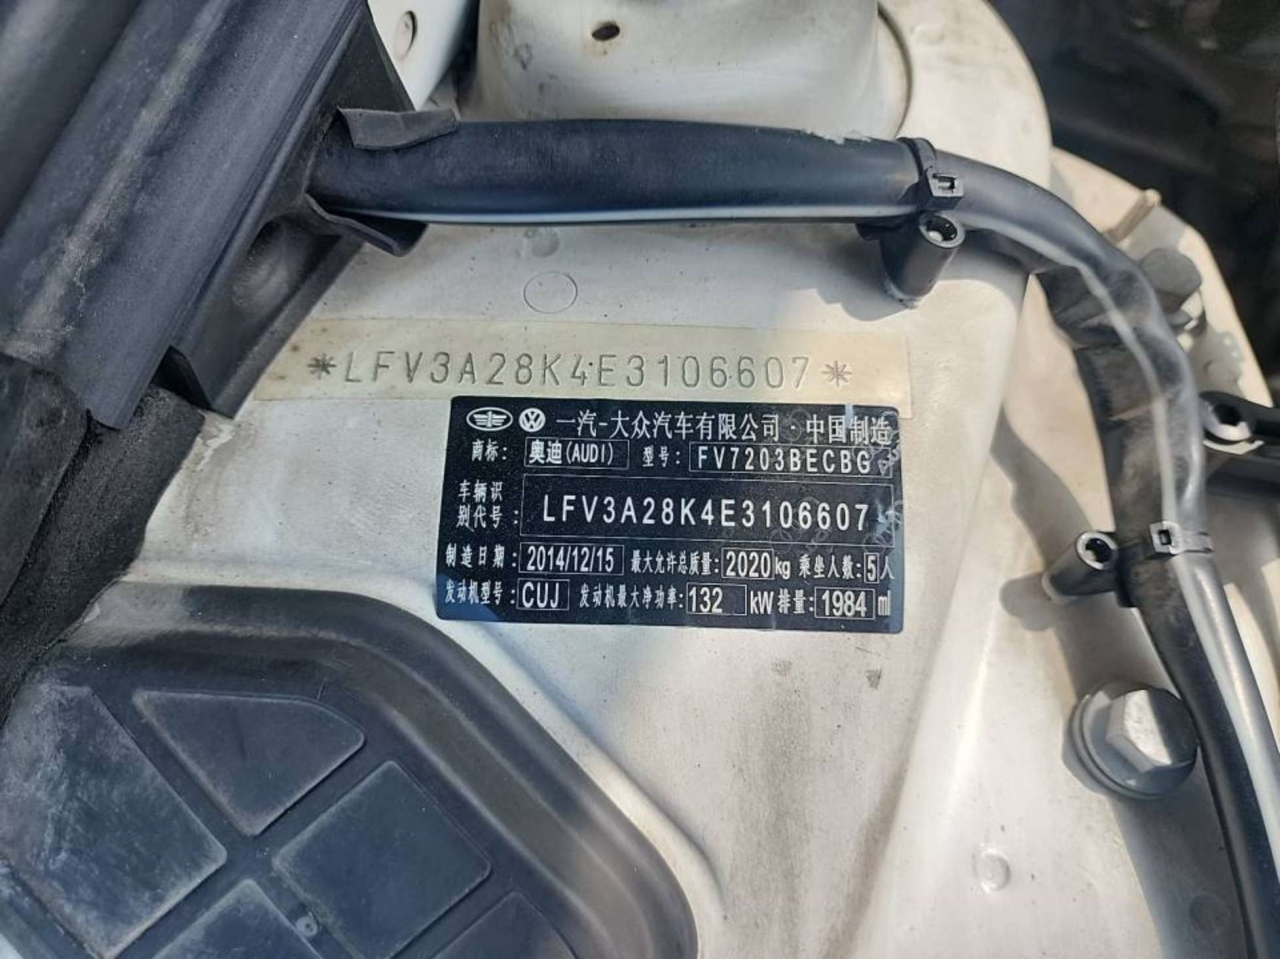 *LFV3A28K4E3106607*
一汽-大众汽车有限公司·中国制造
商标: 奥迪(AUDI) 型号: FV7203BECBG
车辆识别代号: LFV3A28K4E3106607
制造日期: 2014/12/15 最大允许总质量: 2020 kg 乘坐人数: 5 人
发动机型号: CUJ 发动机最大净功率: 132 kW 排量: 1984 ml